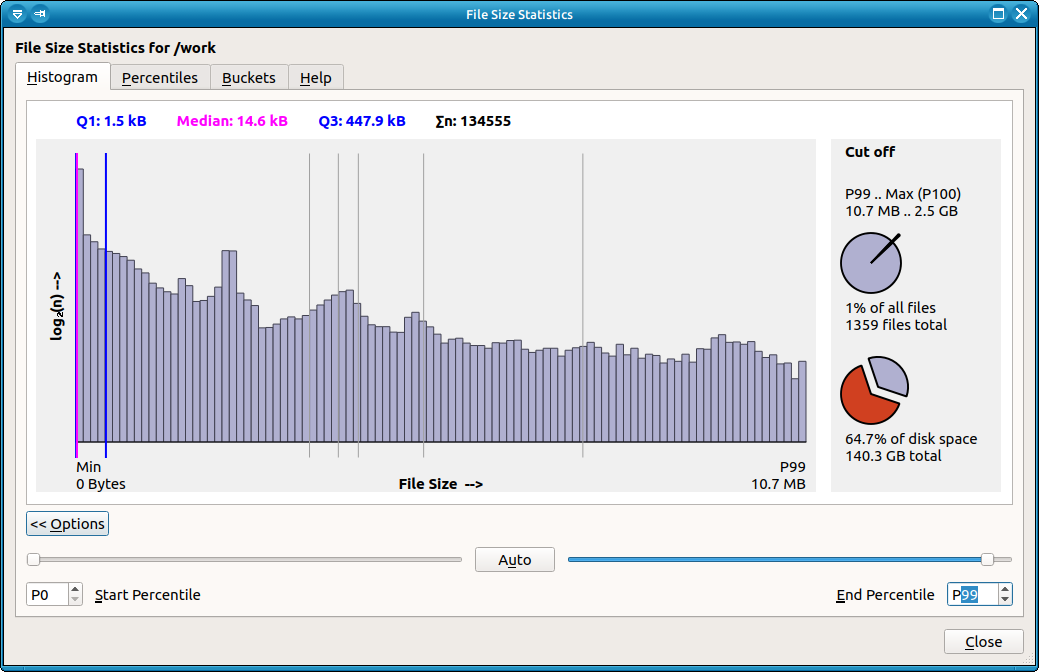 File Size Statistics
File Size Statistics for /work
Histogram
Percentiles
Buckets
Help
Q1: 1.5 kB
Median: 14.6 kB
Q3: 447.9 kB
∑n: 134555
log₂(n) -->
Min
0 Bytes
File Size -->
P99
10.7 MB
Cut off
P99 .. Max (P100)
10.7 MB .. 2.5 GB
1% of all files
1359 files total
64.7% of disk space
140.3 GB total
<< Options
Auto
P0
Start Percentile
End Percentile
P99
Close